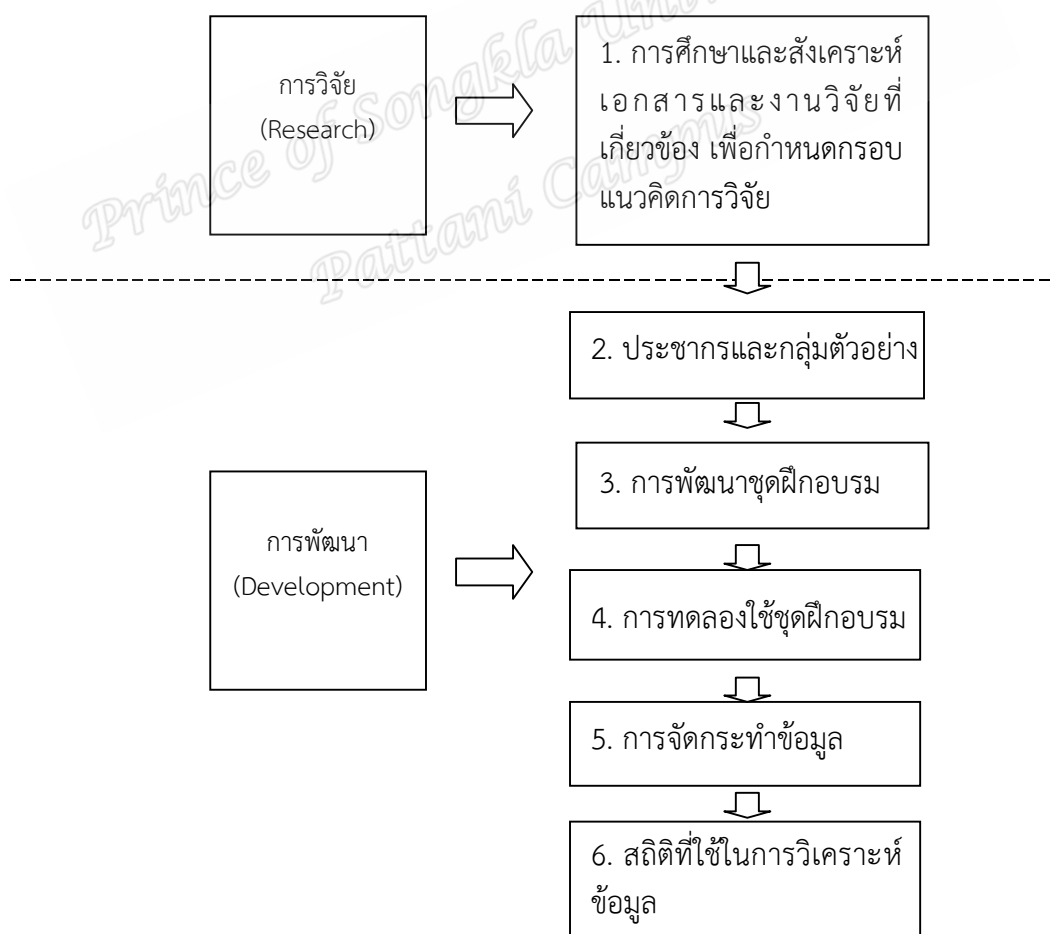 การวิจัย
(Research)
1. การศึกษาและสังเคราะห์
เอกสารและงานวิจัยที่
เกี่ยวข้อง เพื่อกำหนดกรอบ
แนวคิดการวิจัย
Prince of Songkla
Pattani Campus
2. ประชากรและกลุ่มตัวอย่าง
3. การพัฒนาชุดฝึกอบรม
การพัฒนา
(Development)
4. การทดลองใช้ชุดฝึกอบรม
5. การจัดกระทำข้อมูล
6. สถิติที่ใช้ในการวิเคราะห์
ข้อมูล